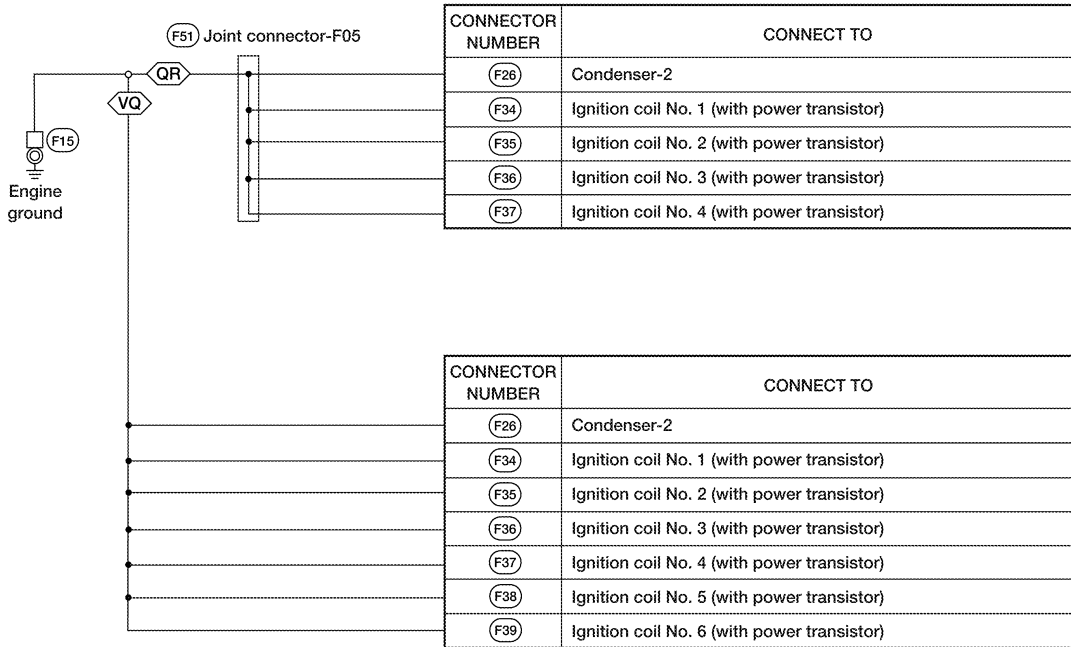 F51 Joint connector-F05
QR
VQ
F15
Engine
ground
CONNECTOR
NUMBER
CONNECT TO
F26 Condenser-2
F34 Ignition coil No. 1 (with power transistor)
F35 Ignition coil No. 2 (with power transistor)
F36 Ignition coil No. 3 (with power transistor)
F37 Ignition coil No. 4 (with power transistor)
CONNECTOR
NUMBER
CONNECT TO
F26 Condenser-2
F34 Ignition coil No. 1 (with power transistor)
F35 Ignition coil No. 2 (with power transistor)
F36 Ignition coil No. 3 (with power transistor)
F37 Ignition coil No. 4 (with power transistor)
F38 Ignition coil No. 5 (with power transistor)
F39 Ignition coil No. 6 (with power transistor)